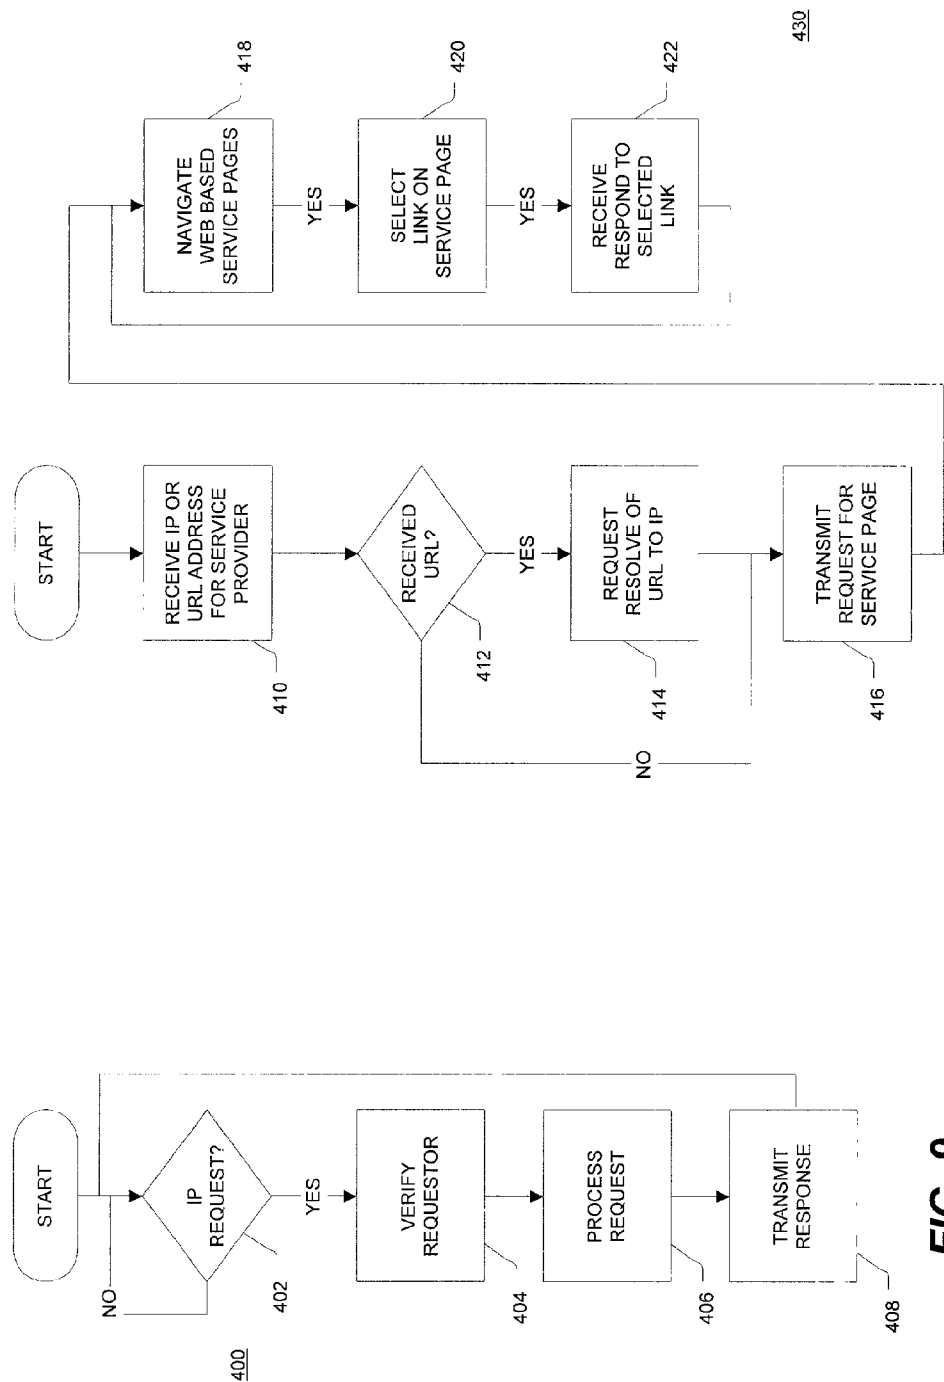 400
START
IP
REQUEST?
NO
402
YES
VERIFY
REQUESTOR
404
PROCESS
REQUEST
406
TRANSMIT
RESPONSE
408
START
RECEIVE IP OR
URL ADDRESS
FOR SERVICE
PROVIDER
410
RECEIVED
URL?
412
YES
NO
REQUEST
RESOLVE OF
URL TO IP
414
TRANSMIT
REQUEST FOR
SERVICE PAGE
416
NAVIGATE
WEB BASED
SERVICE PAGES
418
YES
SELECT
LINK ON
SERVICE PAGE
420
YES
RECEIVE
RESPOND TO
SELECTED
LINK
422
430
FIG.